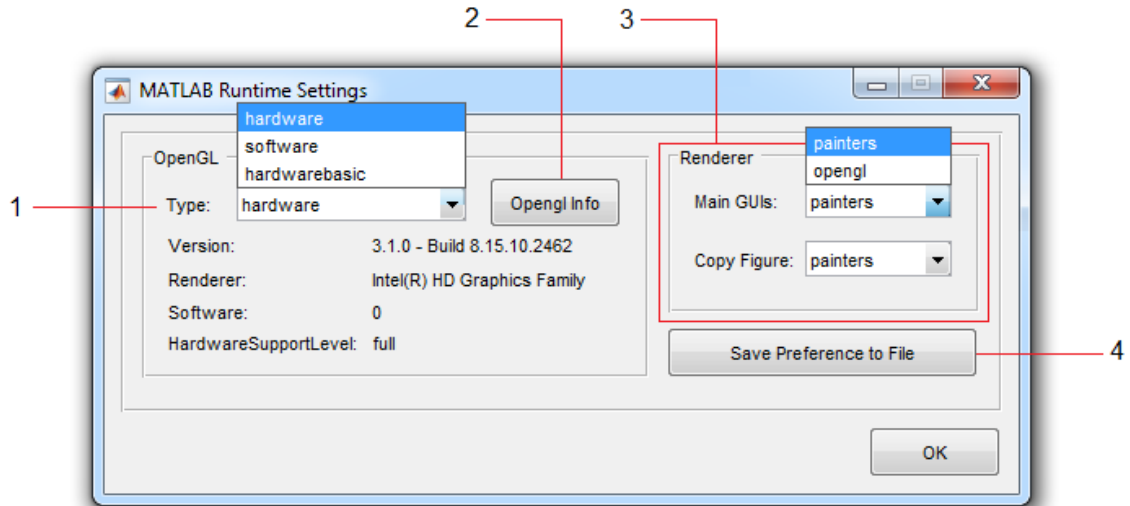 2
3
MATLAB Runtime Settings
hardware
software
hardwarebasic
OpenGL
1
Type:
hardware
Opengl Info
Version:
3.1.0 - Build 8.15.10.2462
Renderer:
Intel(R) HD Graphics Family
Software:
0
HardwareSupportLevel:
full
Renderer
painters
opengl
Main GUIs:
painters
Copy Figure:
painters
Save Preference to File
4
OK